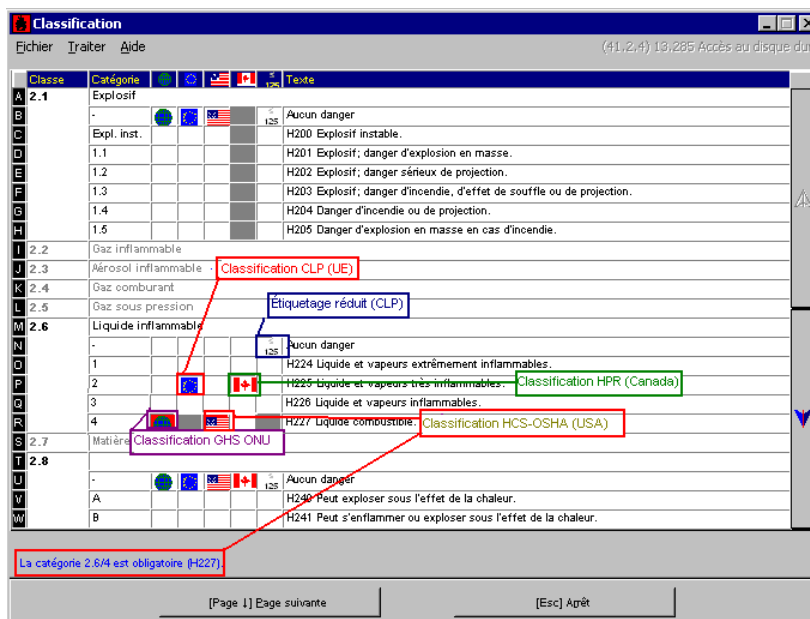 Classification
Fichier Traiter Aide
(41,2,4) 13,285 Accès au disque dur
Classe Catégorie ≤ 125 Texte
A 2.1 Explosif
B - ≤ 125 Aucun danger
C Expl. inst. H200 Explosif instable.
D 1.1 H201 Explosif; danger d'explosion en masse.
E 1.2 H202 Explosif; danger sérieux de projection.
F 1.3 H203 Explosif; danger d'incendie, d'effet de souffle ou de projection.
G 1.4 H204 Danger d'incendie ou de projection.
H 1.5 H205 Danger d'explosion en masse en cas d'incendie.
I 2.2 Gaz inflammable
J 2.3 Aérosol inflammable - Classification CLP (UE)
K 2.4 Gaz comburant
L 2.5 Gaz sous pression Étiquetage réduit (CLP)
M 2.6 Liquide inflammable
N - ≤ 125 Aucun danger
O 1 H224 Liquide et vapeurs extrêmement inflammables.
P 2 H225 Liquide et vapeurs très inflammables. Classification HPR (Canada)
Q 3 H226 Liquide et vapeurs inflammables.
R 4 H227 Liquide combustible. Classification HCS-OSHA (USA)
S 2.7 Matière Classification GHS ONU
T 2.8
U - ≤ 125 Aucun danger
V A H240 Peut exploser sous l'effet de la chaleur.
W B H241 Peut s'enflammer ou exploser sous l'effet de la chaleur.
La catégorie 2.6/4 est obligatoire (H227).
[Page ↓] Page suivante [Esc] Arrêt